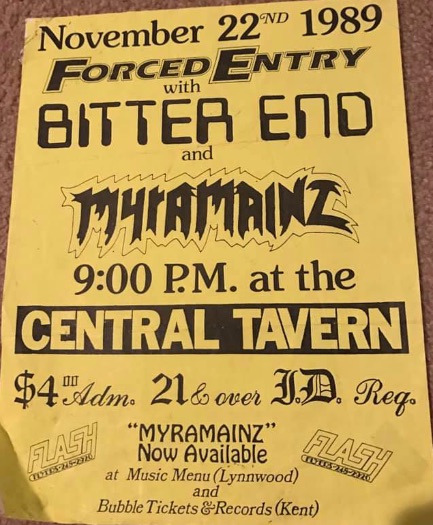 November 22ND 1989
FORCED ENTRY
with
BITTER END
and
MYRAMAINZ
9:00 P.M. at the
CENTRAL TAVERN
$4.00 Adm. 21 & over I.D. Req.
"MYRAMAINZ"
Now Available
at Music Menu (Lynnwood)
and
Bubble Tickets & Records (Kent)
FLASH
FLASH